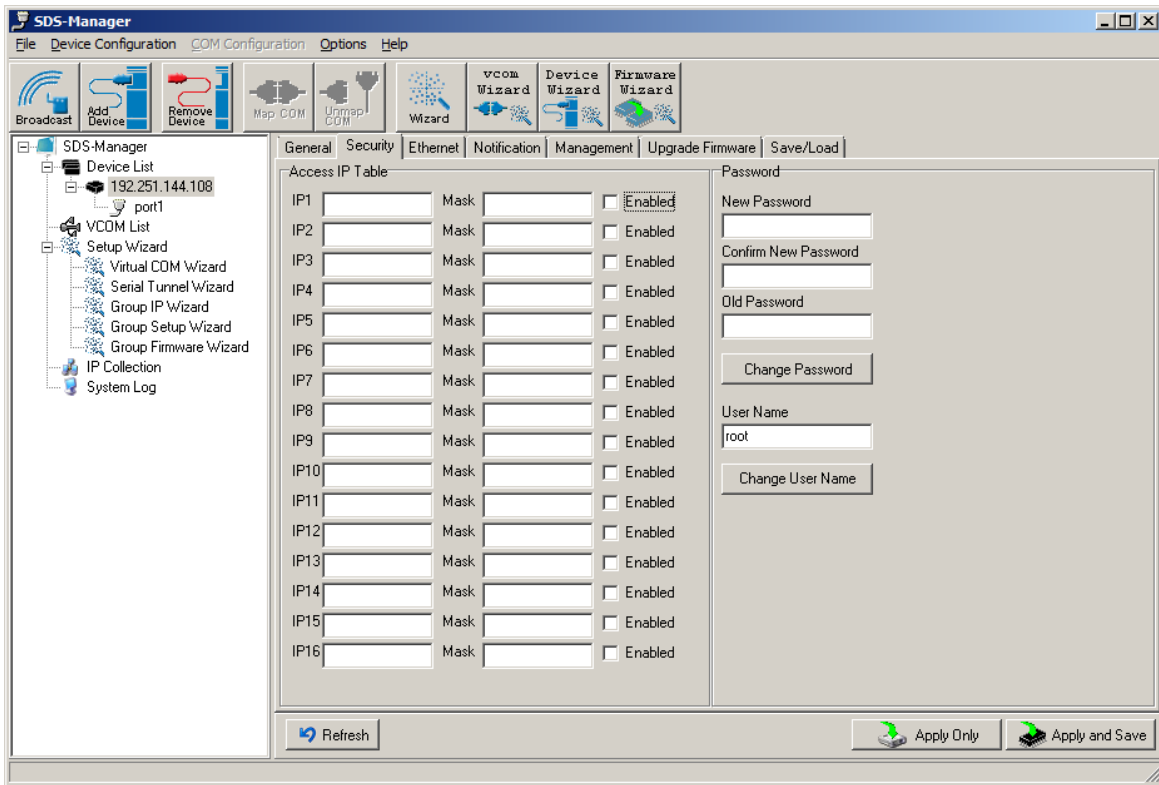 SDS-Manager
File Device Configuration COM Configuration Options Help
Broadcast
Add Device
Remove Device
Map COM
Unmap COM
Wizard
vcom Wizard
Device Wizard
Firmware Wizard
SDS-Manager
Device List
192.251.144.108
port1
VCOM List
Setup Wizard
Virtual COM Wizard
Serial Tunnel Wizard
Group IP Wizard
Group Setup Wizard
Group Firmware Wizard
IP Collection
System Log
General Security Ethernet Notification Management Upgrade Firmware Save/Load
Access IP Table
IP1 Mask Enabled
IP2 Mask Enabled
IP3 Mask Enabled
IP4 Mask Enabled
IP5 Mask Enabled
IP6 Mask Enabled
IP7 Mask Enabled
IP8 Mask Enabled
IP9 Mask Enabled
IP10 Mask Enabled
IP11 Mask Enabled
IP12 Mask Enabled
IP13 Mask Enabled
IP14 Mask Enabled
IP15 Mask Enabled
IP16 Mask Enabled
Password
New Password
Confirm New Password
Old Password
Change Password
User Name
root
Change User Name
Refresh
Apply Only
Apply and Save